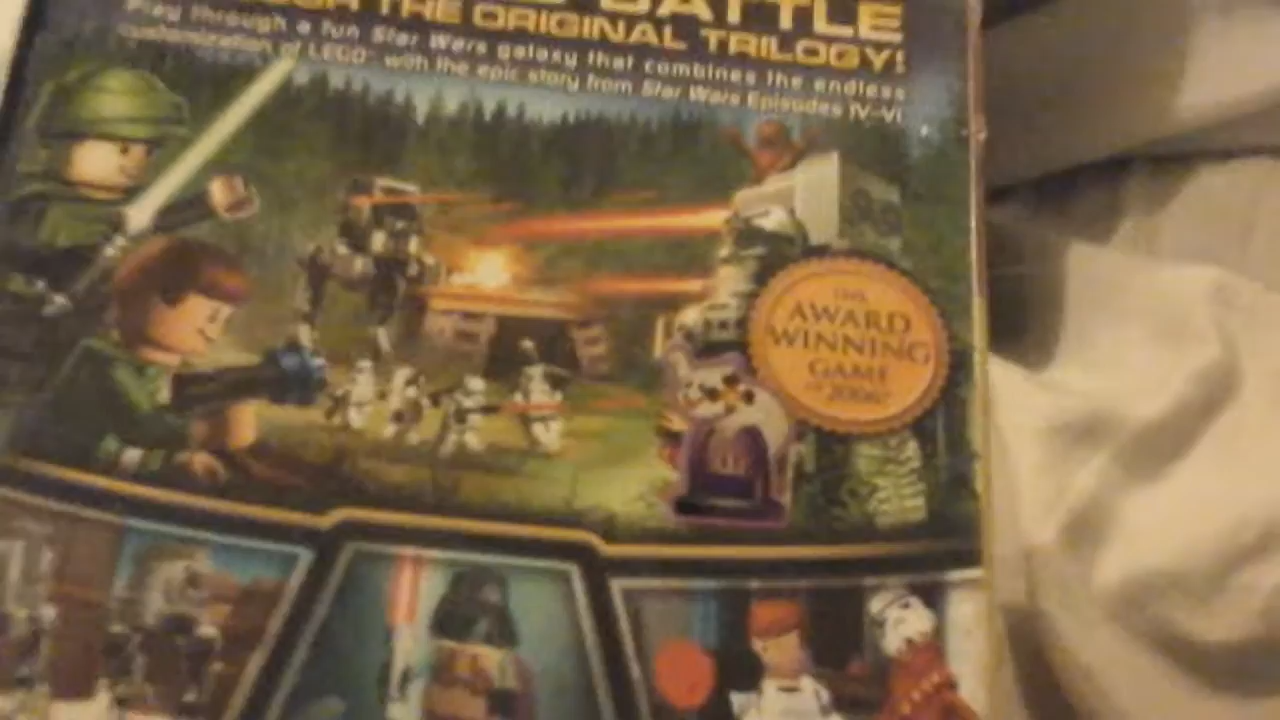 BATTLE
THE ORIGINAL TRILOGY!
Play through a fun Star Wars galaxy that combines the endless
customization of LEGO with the epic story from Star Wars Episodes IV-VI
THE
AWARD
WINNING
GAME
OF 2006!